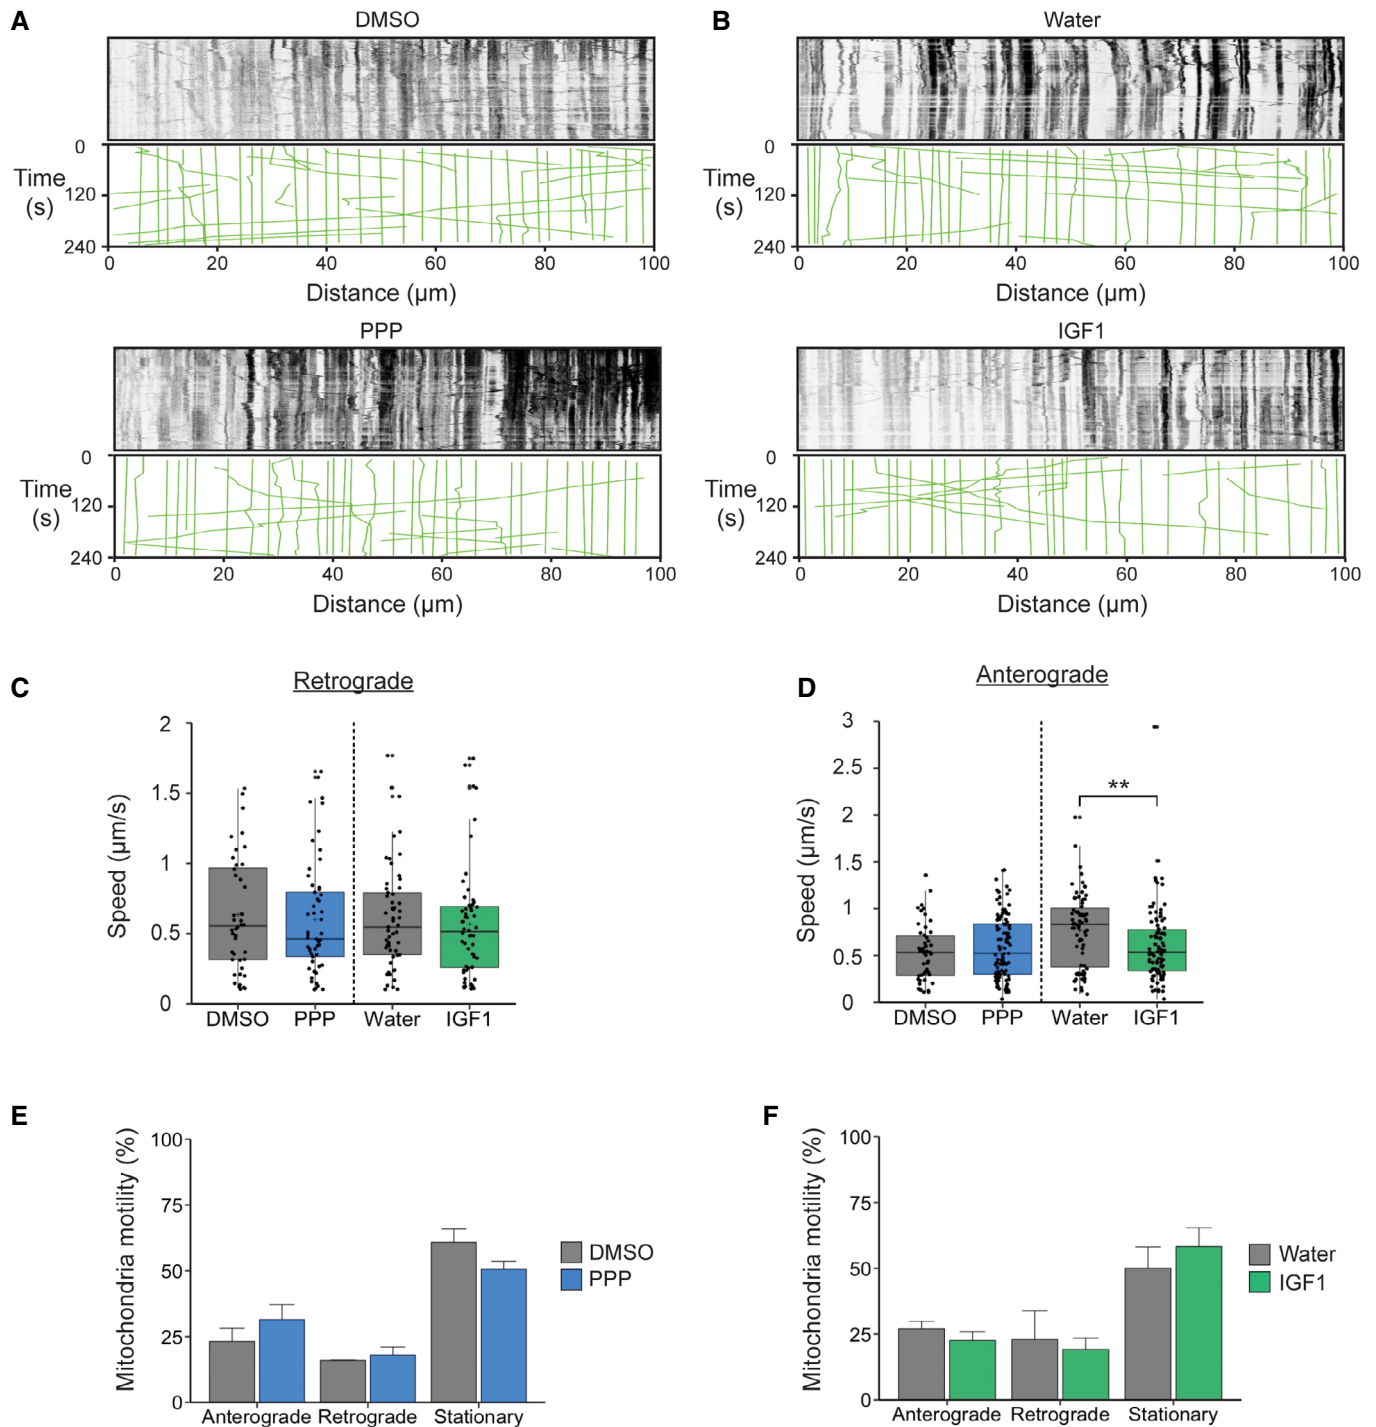 A
DMSO
0
Time
120
(s)
240
0 20 40 60 80 100
Distance (µm)
PPP
0
Time
120
(s)
240
0 20 40 60 80 100
Distance (µm)
B
Water
0
Time
120
(s)
240
0 20 40 60 80 100
Distance (µm)
IGF1
0
Time
120
(s)
240
0 20 40 60 80 100
Distance (µm)
C
Retrograde
Speed (µm/s)
2
1.5
1
0.5
0
DMSO PPP Water IGF1
D
Anterograde
Speed (µm/s)
3
2.5
2
1.5
1
0.5
0
**
DMSO PPP Water IGF1
E
Mitochondria motility (%)
100
75
50
25
0
Anterograde Retrograde Stationary
DMSO
PPP
F
Mitochondria motility (%)
100
75
50
25
0
Anterograde Retrograde Stationary
Water
IGF1